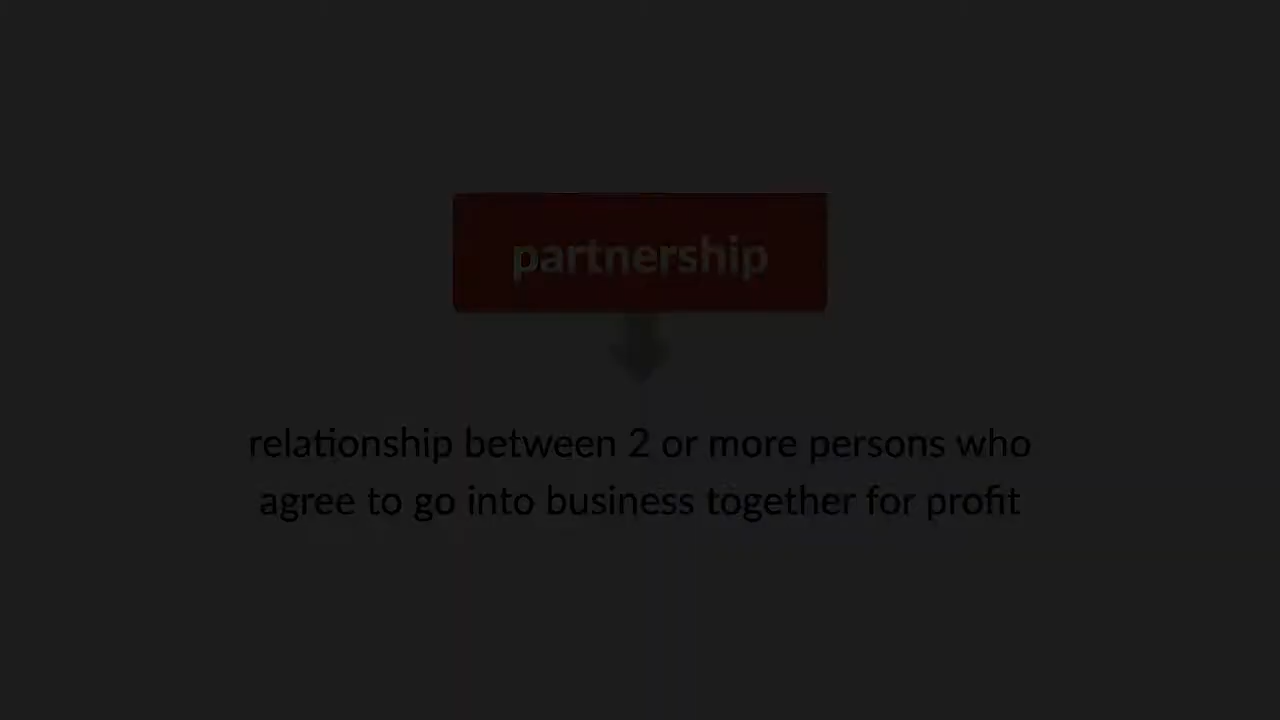 partnership
relationship between 2 or more persons who
agree to go into business together for profit